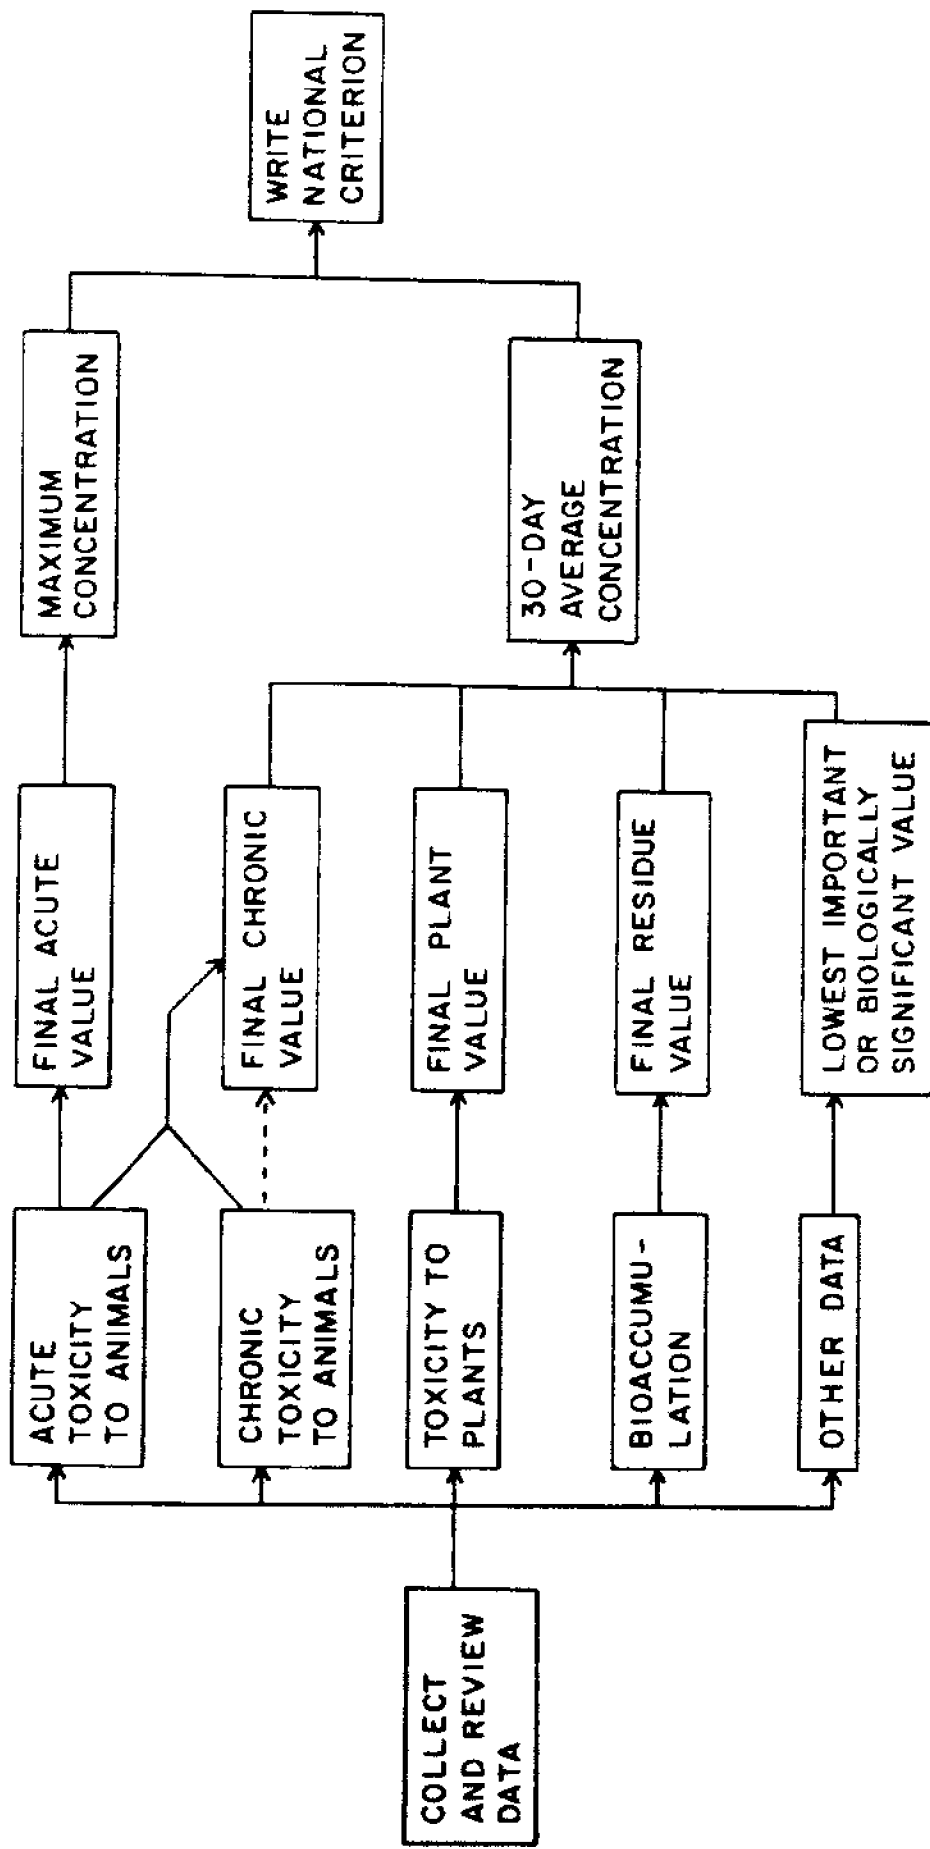 COLLECT
AND REVIEW
DATA
ACUTE
TOXICITY
TO ANIMALS
CHRONIC
TOXICITY
TO ANIMALS
TOXICITY TO
PLANTS
BIOACCUMU-
LATION
OTHER DATA
FINAL ACUTE
VALUE
FINAL CHRONIC
VALUE
FINAL PLANT
VALUE
FINAL RESIDUE
VALUE
LOWEST IMPORTANT
OR BIOLOGICALLY
SIGNIFICANT VALUE
MAXIMUM
CONCENTRATION
30-DAY
AVERAGE
CONCENTRATION
WRITE
NATIONAL
CRITERION